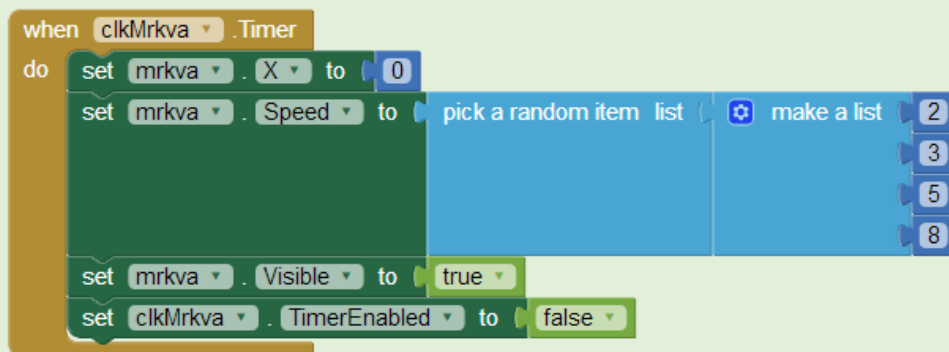 when clkMrkva .Timer
do set mrkva . X to 0
set mrkva . Speed to pick a random item list make a list 2
3
5
8
set mrkva . Visible to true
set clkMrkva . TimerEnabled to false